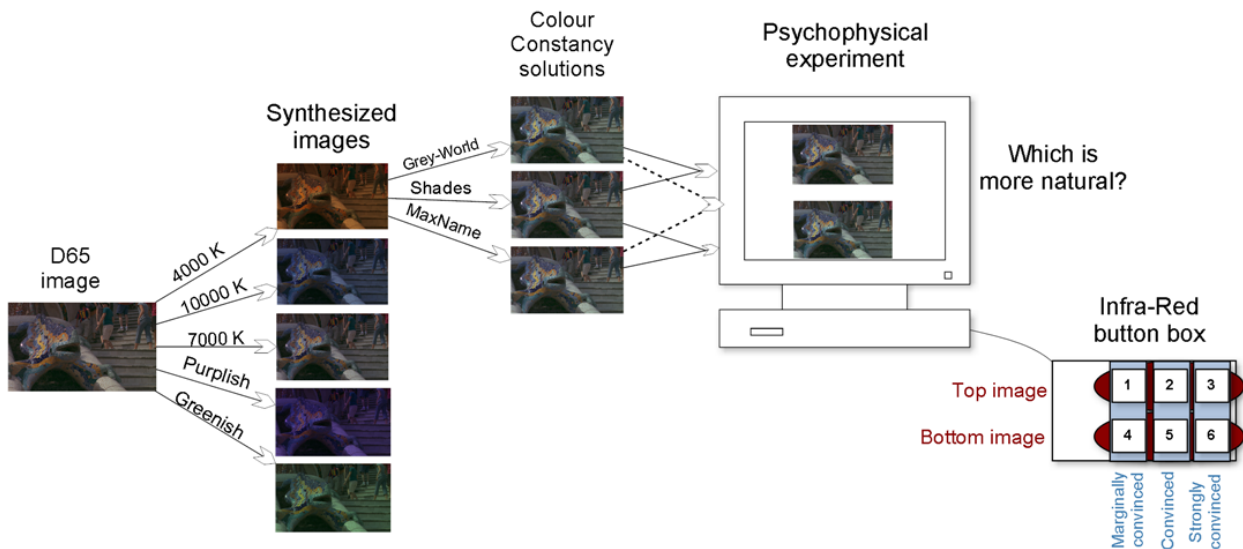 D65
image
4000 K
10000 K
7000 K
Purplish
Greenish
Synthesized
images
Grey-World
Shades
MaxName
Colour
Constancy
solutions
Psychophysical
experiment
Which is
more natural?
Infra-Red
button box
Top image
1 2 3
Bottom image
4 5 6
Marginally
convinced
Convinced
Strongly
convinced